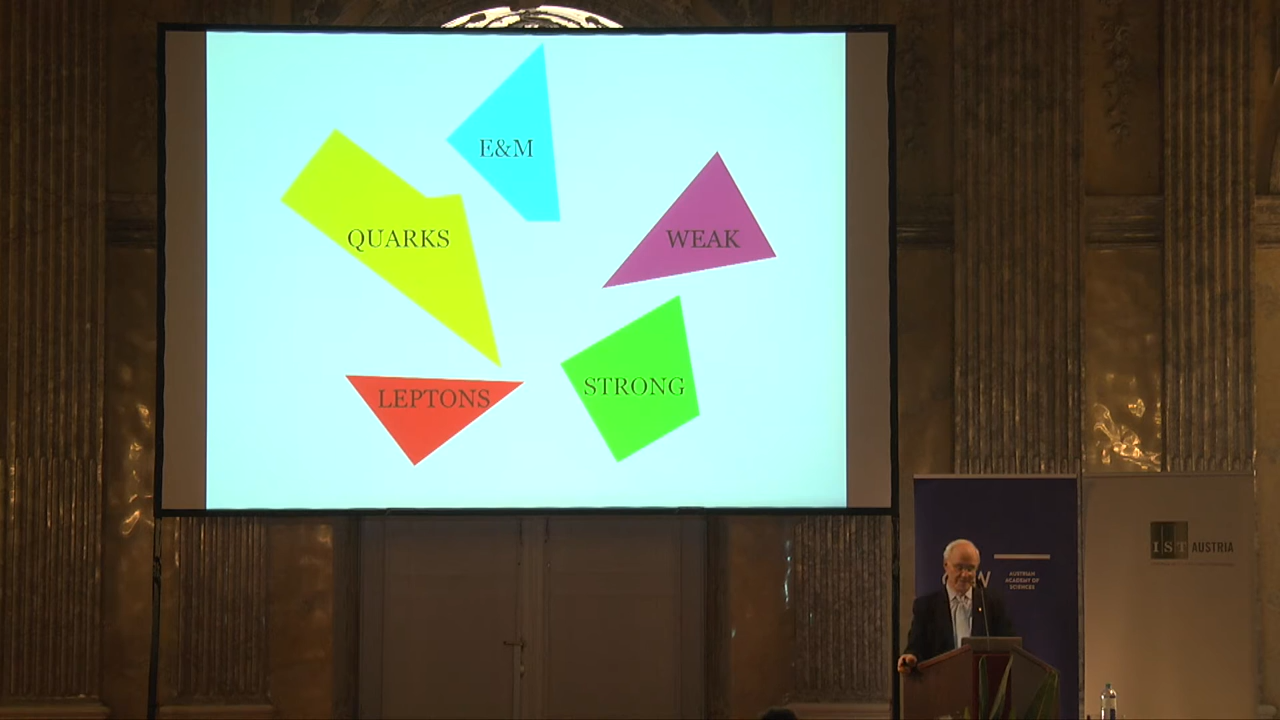 E&M
QUARKS
WEAK
STRONG
LEPTONS
AUSTRIAN
ACADEMY OF
SCIENCES
IST AUSTRIA